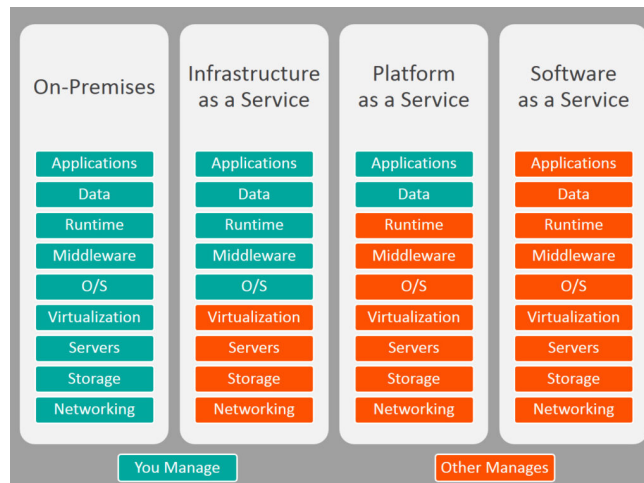 On-Premises
Applications
Data
Runtime
Middleware
O/S
Virtualization
Servers
Storage
Networking
Infrastructure
as a Service
Applications
Data
Runtime
Middleware
O/S
Virtualization
Servers
Storage
Networking
Platform
as a Service
Applications
Data
Runtime
Middleware
O/S
Virtualization
Servers
Storage
Networking
Software
as a Service
Applications
Data
Runtime
Middleware
O/S
Virtualization
Servers
Storage
Networking
You Manage
Other Manages